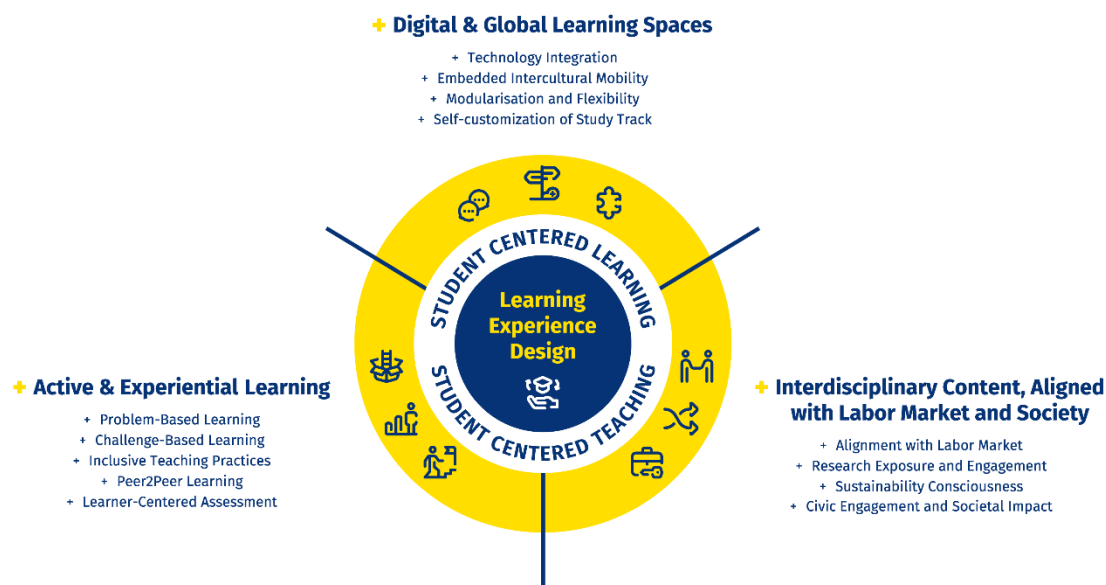 + Digital & Global Learning Spaces
+ Technology Integration
+ Embedded Intercultural Mobility
+ Modularisation and Flexibility
+ Self-customization of Study Track
STUDENT CENTERED LEARNING
Learning
Experience
Design
STUDENT CENTERED TEACHING
+ Active & Experiential Learning
+ Problem-Based Learning
+ Challenge-Based Learning
+ Inclusive Teaching Practices
+ Peer2Peer Learning
+ Learner-Centered Assessment
+ Interdisciplinary Content, Aligned
with Labor Market and Society
+ Alignment with Labor Market
+ Research Exposure and Engagement
+ Sustainability Consciousness
+ Civic Engagement and Societal Impact